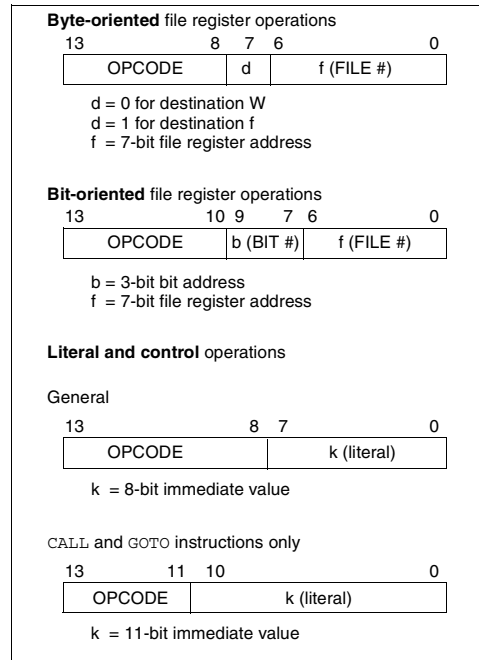 Byte-oriented file register operations
13 8 7 6 0
OPCODE d f (FILE #)
d = 0 for destination W
d = 1 for destination f
f = 7-bit file register address
Bit-oriented file register operations
13 10 9 7 6 0
OPCODE b (BIT #) f (FILE #)
b = 3-bit bit address
f = 7-bit file register address
Literal and control operations
General
13 8 7 0
OPCODE k (literal)
k = 8-bit immediate value
CALL and GOTO instructions only
13 11 10 0
OPCODE k (literal)
k = 11-bit immediate value